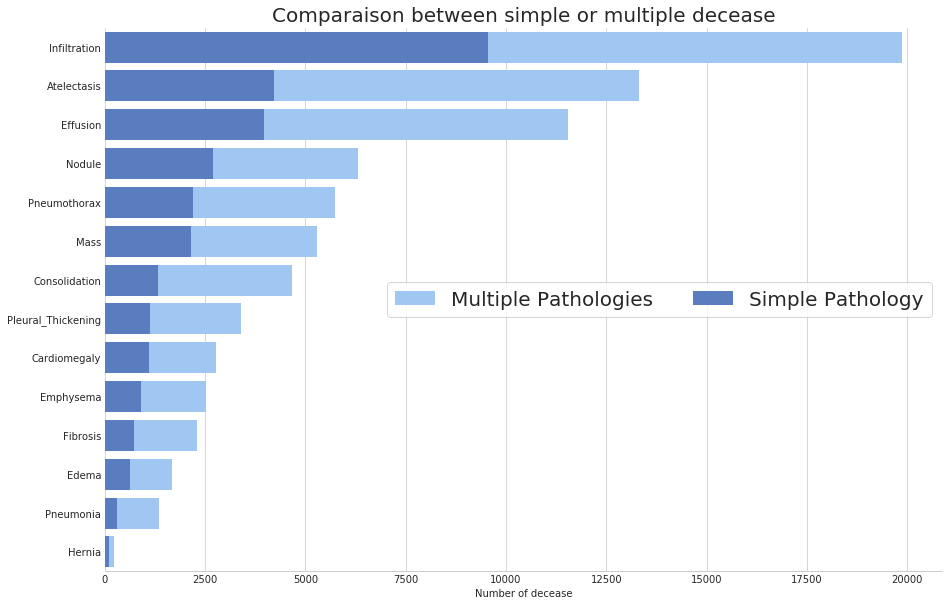 Comparaison between simple or multiple decease
Infiltration
Atelectasis
Effusion
Nodule
Pneumothorax
Mass
Consolidation
Multiple Pathologies Simple Pathology
Pleural_Thickening
Cardiomegaly
Emphysema
Fibrosis
Edema
Pneumonia
Hernia
0 2500 5000 7500 10000 12500 15000 17500 20000
Number of decease